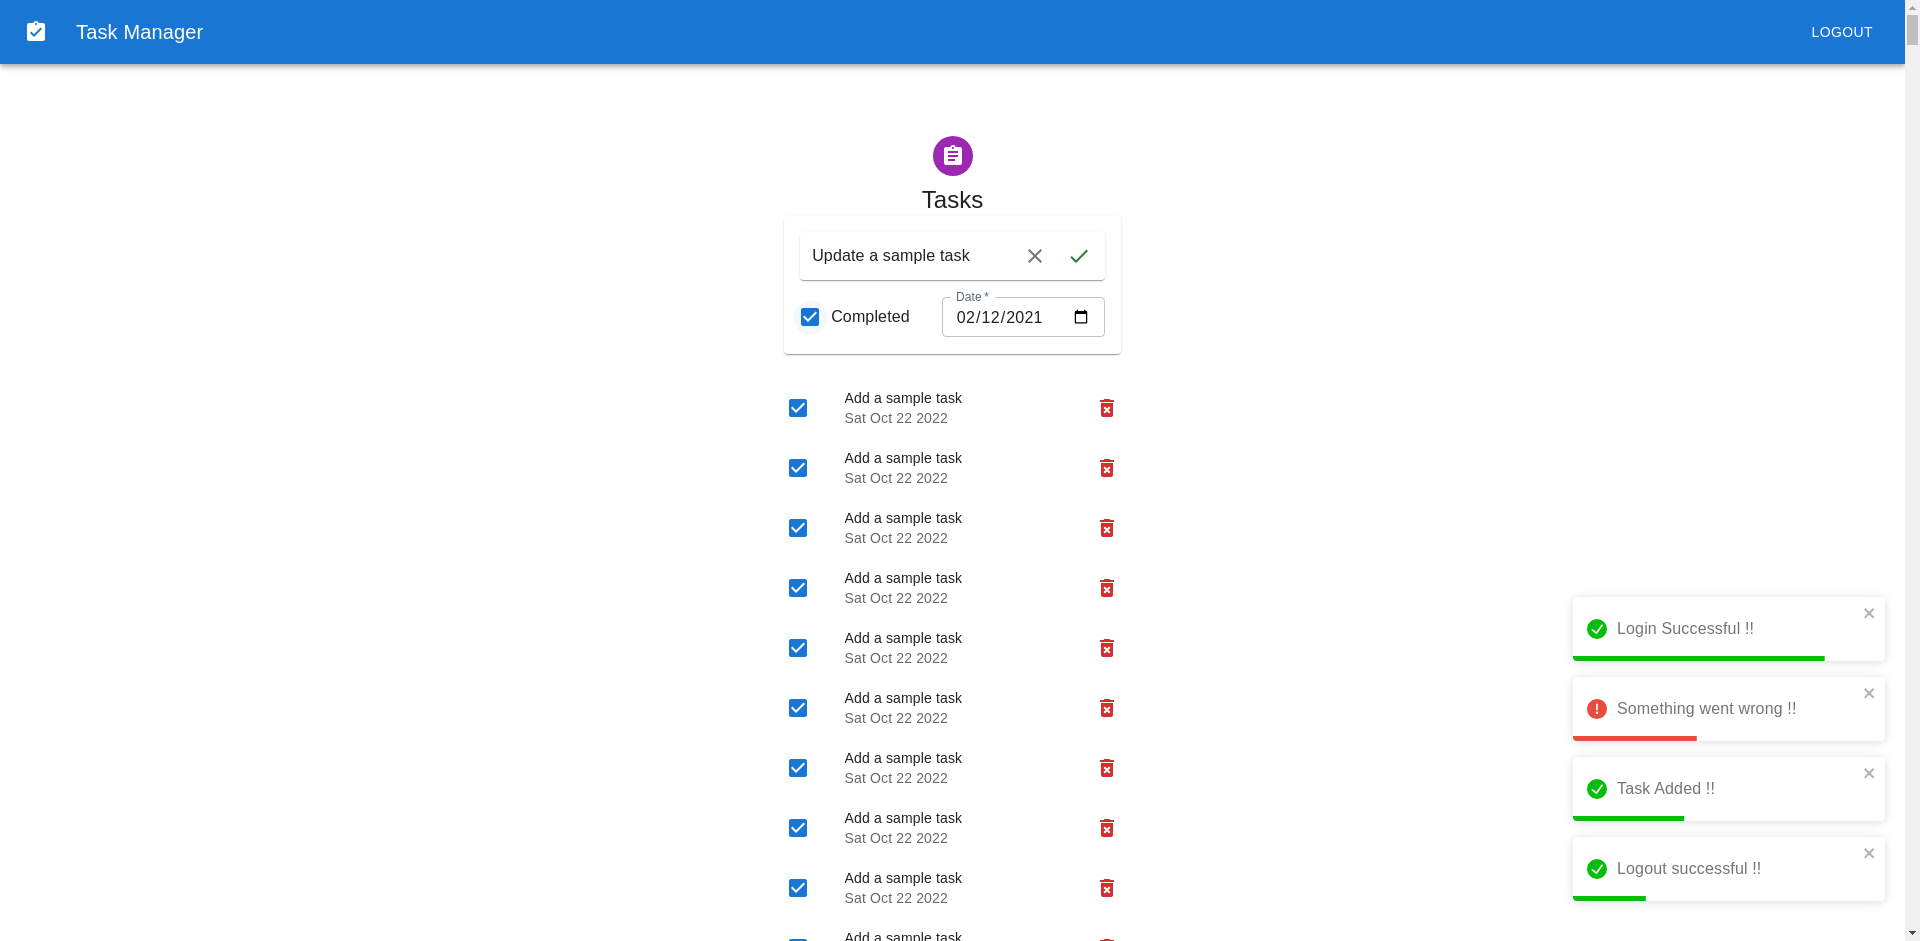 Task Manager
LOGOUT
Tasks
Update a sample task
Date *
Completed
02/12/2021
Add a sample task
Sat Oct 22 2022
Add a sample task
Sat Oct 22 2022
Add a sample task
Sat Oct 22 2022
Add a sample task
Sat Oct 22 2022
Add a sample task
Sat Oct 22 2022
Add a sample task
Sat Oct 22 2022
Add a sample task
Sat Oct 22 2022
Add a sample task
Sat Oct 22 2022
Add a sample task
Sat Oct 22 2022
Add a sample task
Login Successful !!
Something went wrong !!
Task Added !!
Logout successful !!